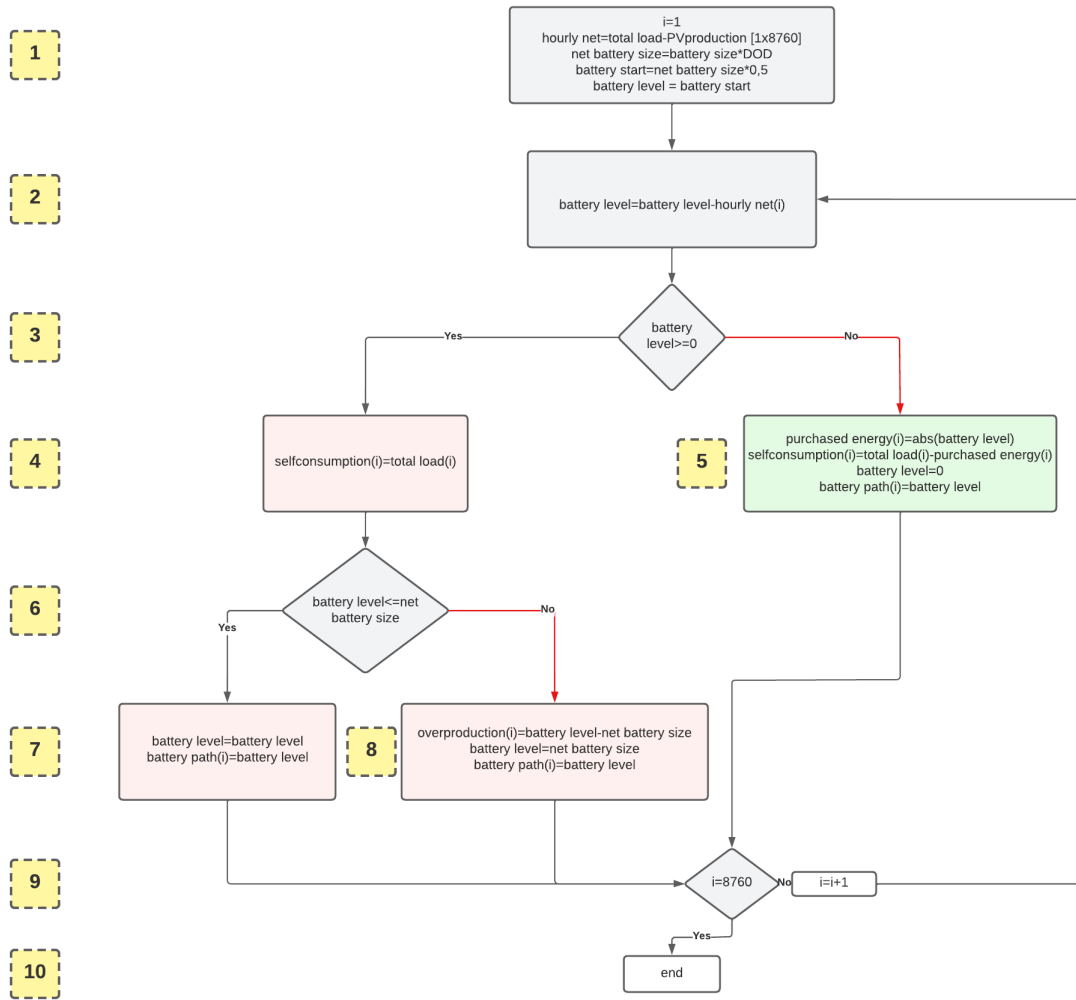 1
i=1
hourly net=total load-PVproduction [1x8760]
net battery size=battery size*DOD
battery start=net battery size*0,5
battery level = battery start
2
battery level=battery level-hourly net(i)
3
battery
level>=0
Yes
No
4
selfconsumption(i)=total load(i)
5
purchased energy(i)=abs(battery level)
selfconsumption(i)=total load(i)-purchased energy(i)
battery level=0
battery path(i)=battery level
6
battery level<=net
battery size
Yes
No
7
battery level=battery level
battery path(i)=battery level
8
overproduction(i)=battery level-net battery size
battery level=net battery size
battery path(i)=battery level
9
i=8760
No
i=i+1
Yes
10
end